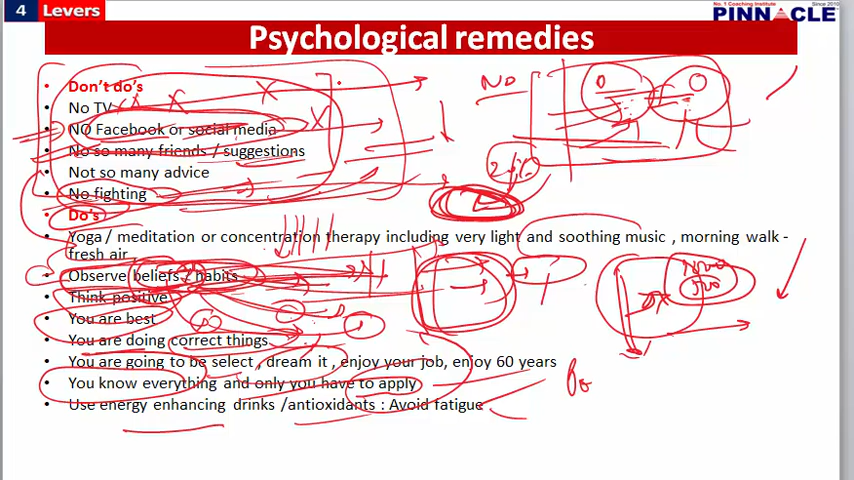 4 Levers
No. 1 Coaching Institute Since 2010
PINNACLE
Psychological remedies
• Don't do's
• No TV
• NO Facebook or social media
• No so many friends / suggestions
• Not so many advice
• No fighting
• Do's
• Yoga / meditation or concentration therapy including very light and soothing music , morning walk -
fresh air
• Observe beliefs / habits
• Think positive
• You are best
• You are doing correct things
• You are going to be select , dream it , enjoy your job, enjoy 60 years
• You know everything and only you have to apply
• Use energy enhancing drinks /antioxidants : Avoid fatigue
No